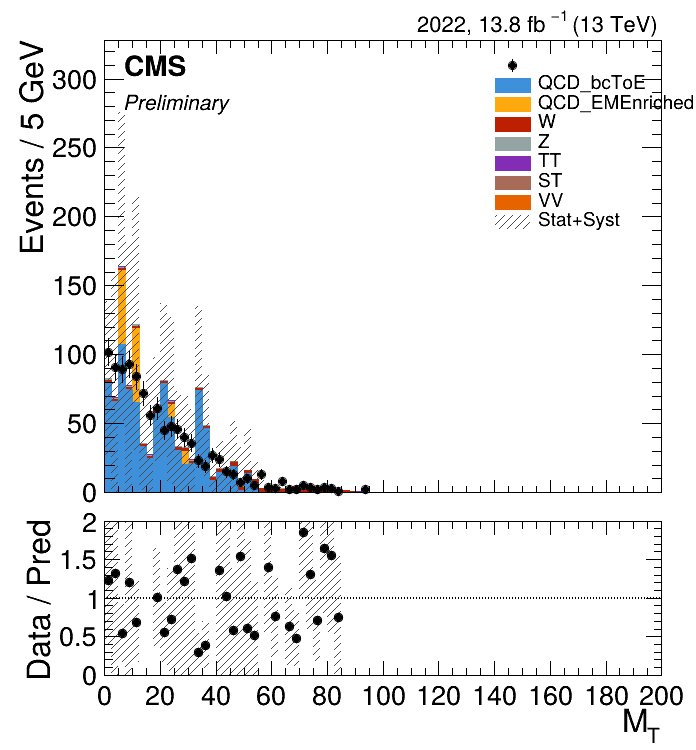 2022, 13.8 fb⁻¹ (13 TeV)
Events / 5 GeV
CMS
Preliminary
QCD_bcToE
QCD_EMEnriched
W
Z
TT
ST
VV
Stat+Syst
300
250
200
150
100
50
0
Data / Pred
2
1.5
1
0.5
0
0 20 40 60 80 100 120 140 160 180 200
M_T